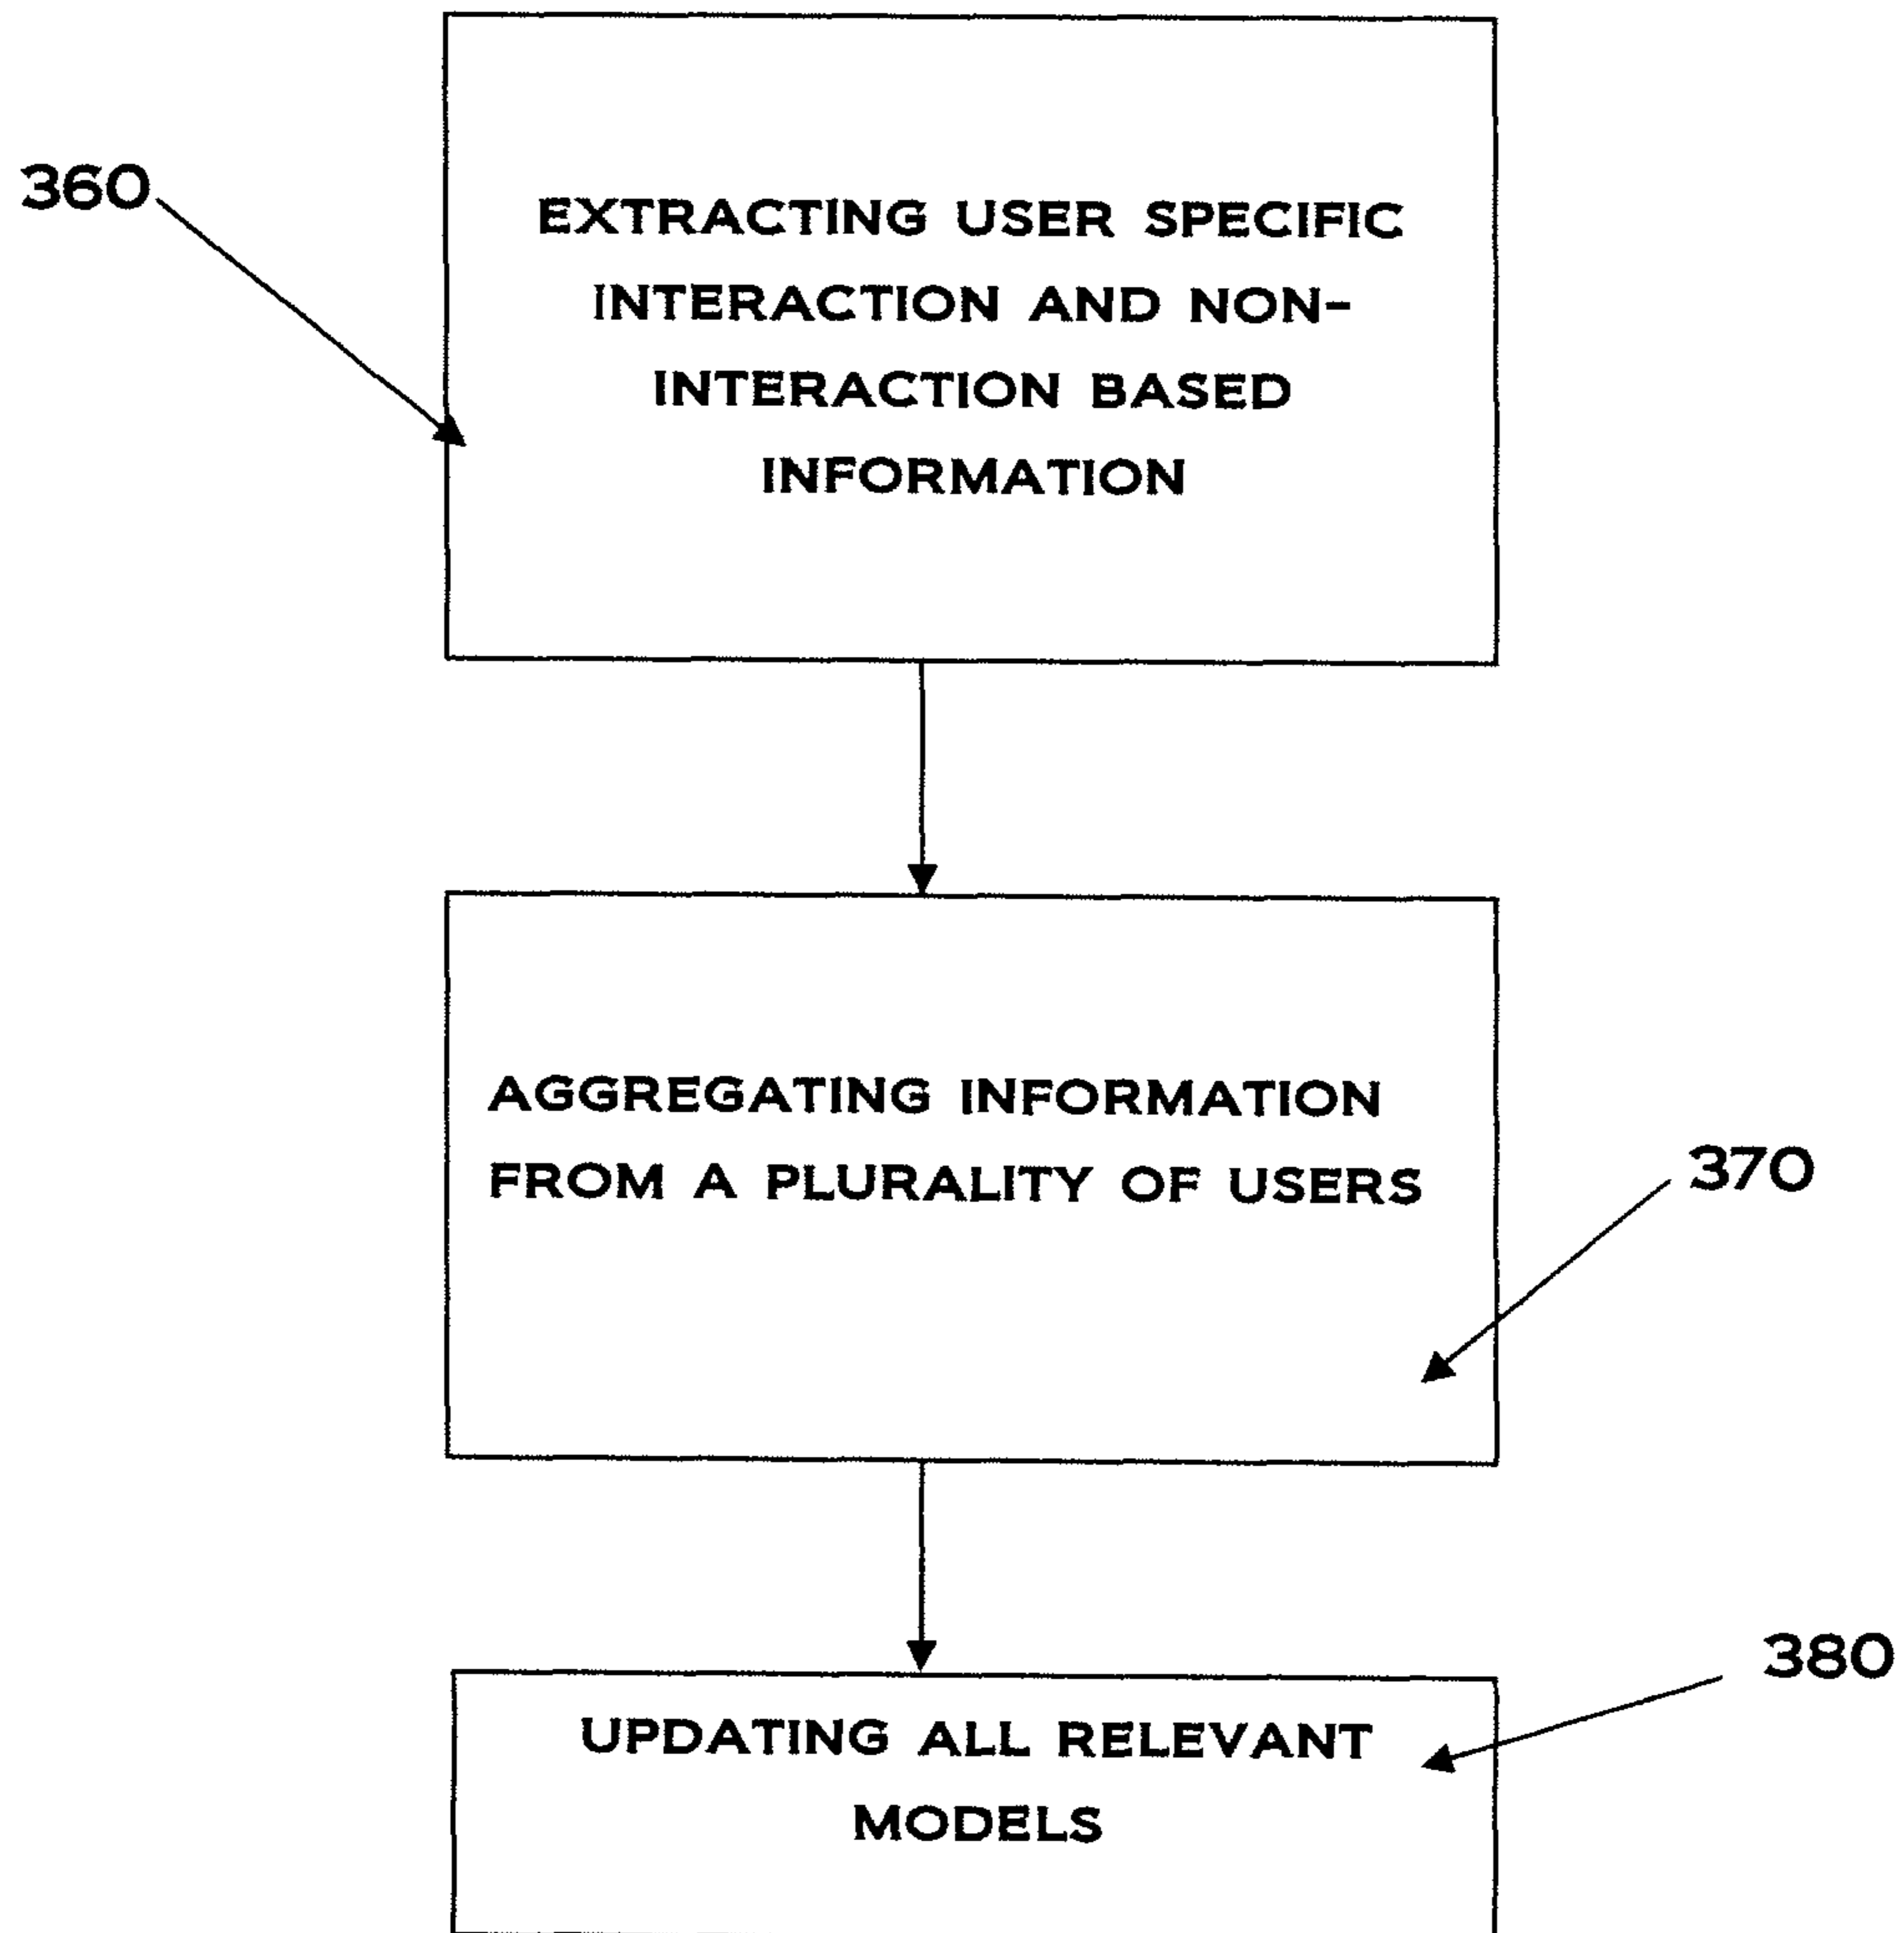 360
EXTRACTING USER SPECIFIC
INTERACTION AND NON-
INTERACTION BASED
INFORMATION
AGGREGATING INFORMATION
FROM A PLURALITY OF USERS
370
380
UPDATING ALL RELEVANT
MODELS